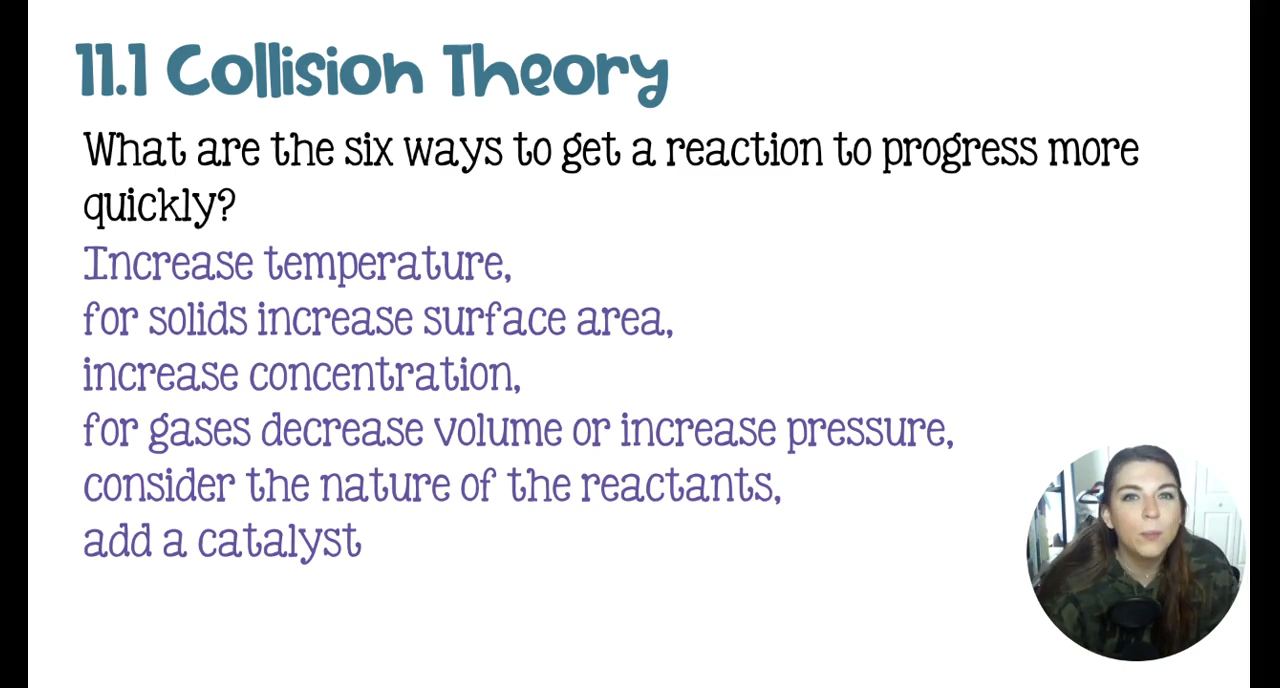 11.1 Collision Theory
What are the six ways to get a reaction to progress more
quickly?
Increase temperature,
for solids increase surface area,
increase concentration,
for gases decrease volume or increase pressure,
consider the nature of the reactants,
add a catalyst